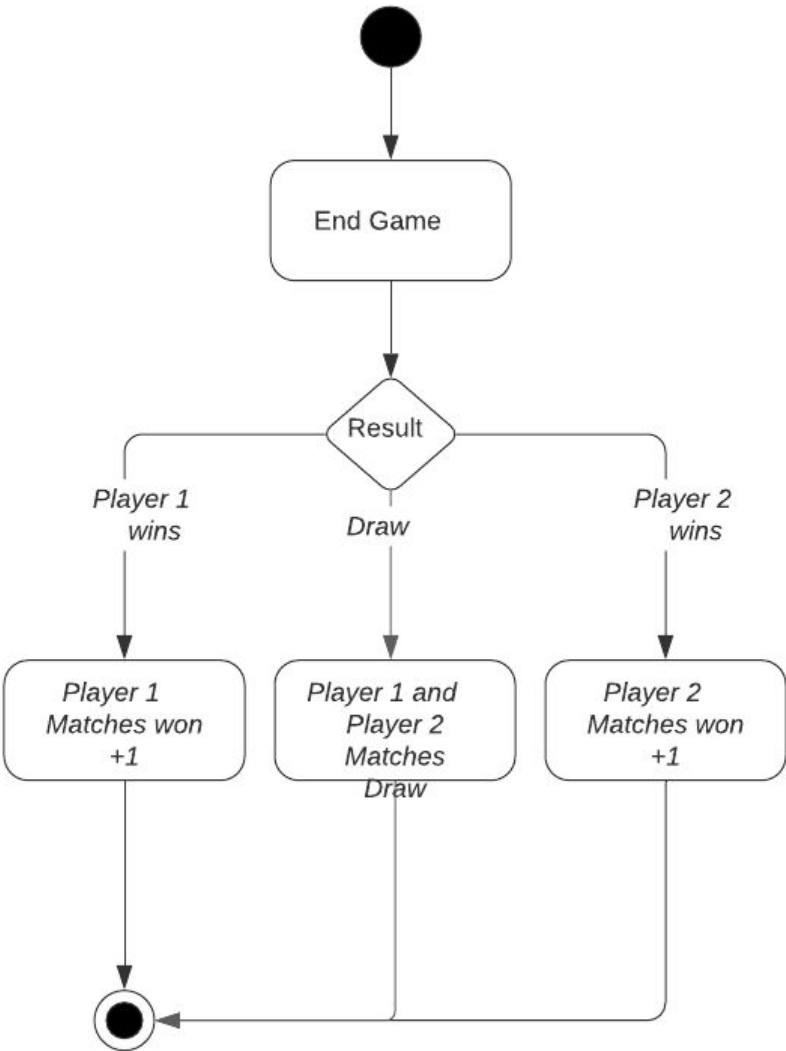 End Game
Result
Player 1
wins
Draw
Player 2
wins
Player 1
Matches won
+1
Player 1 and
Player 2
Matches
Draw
Player 2
Matches won
+1